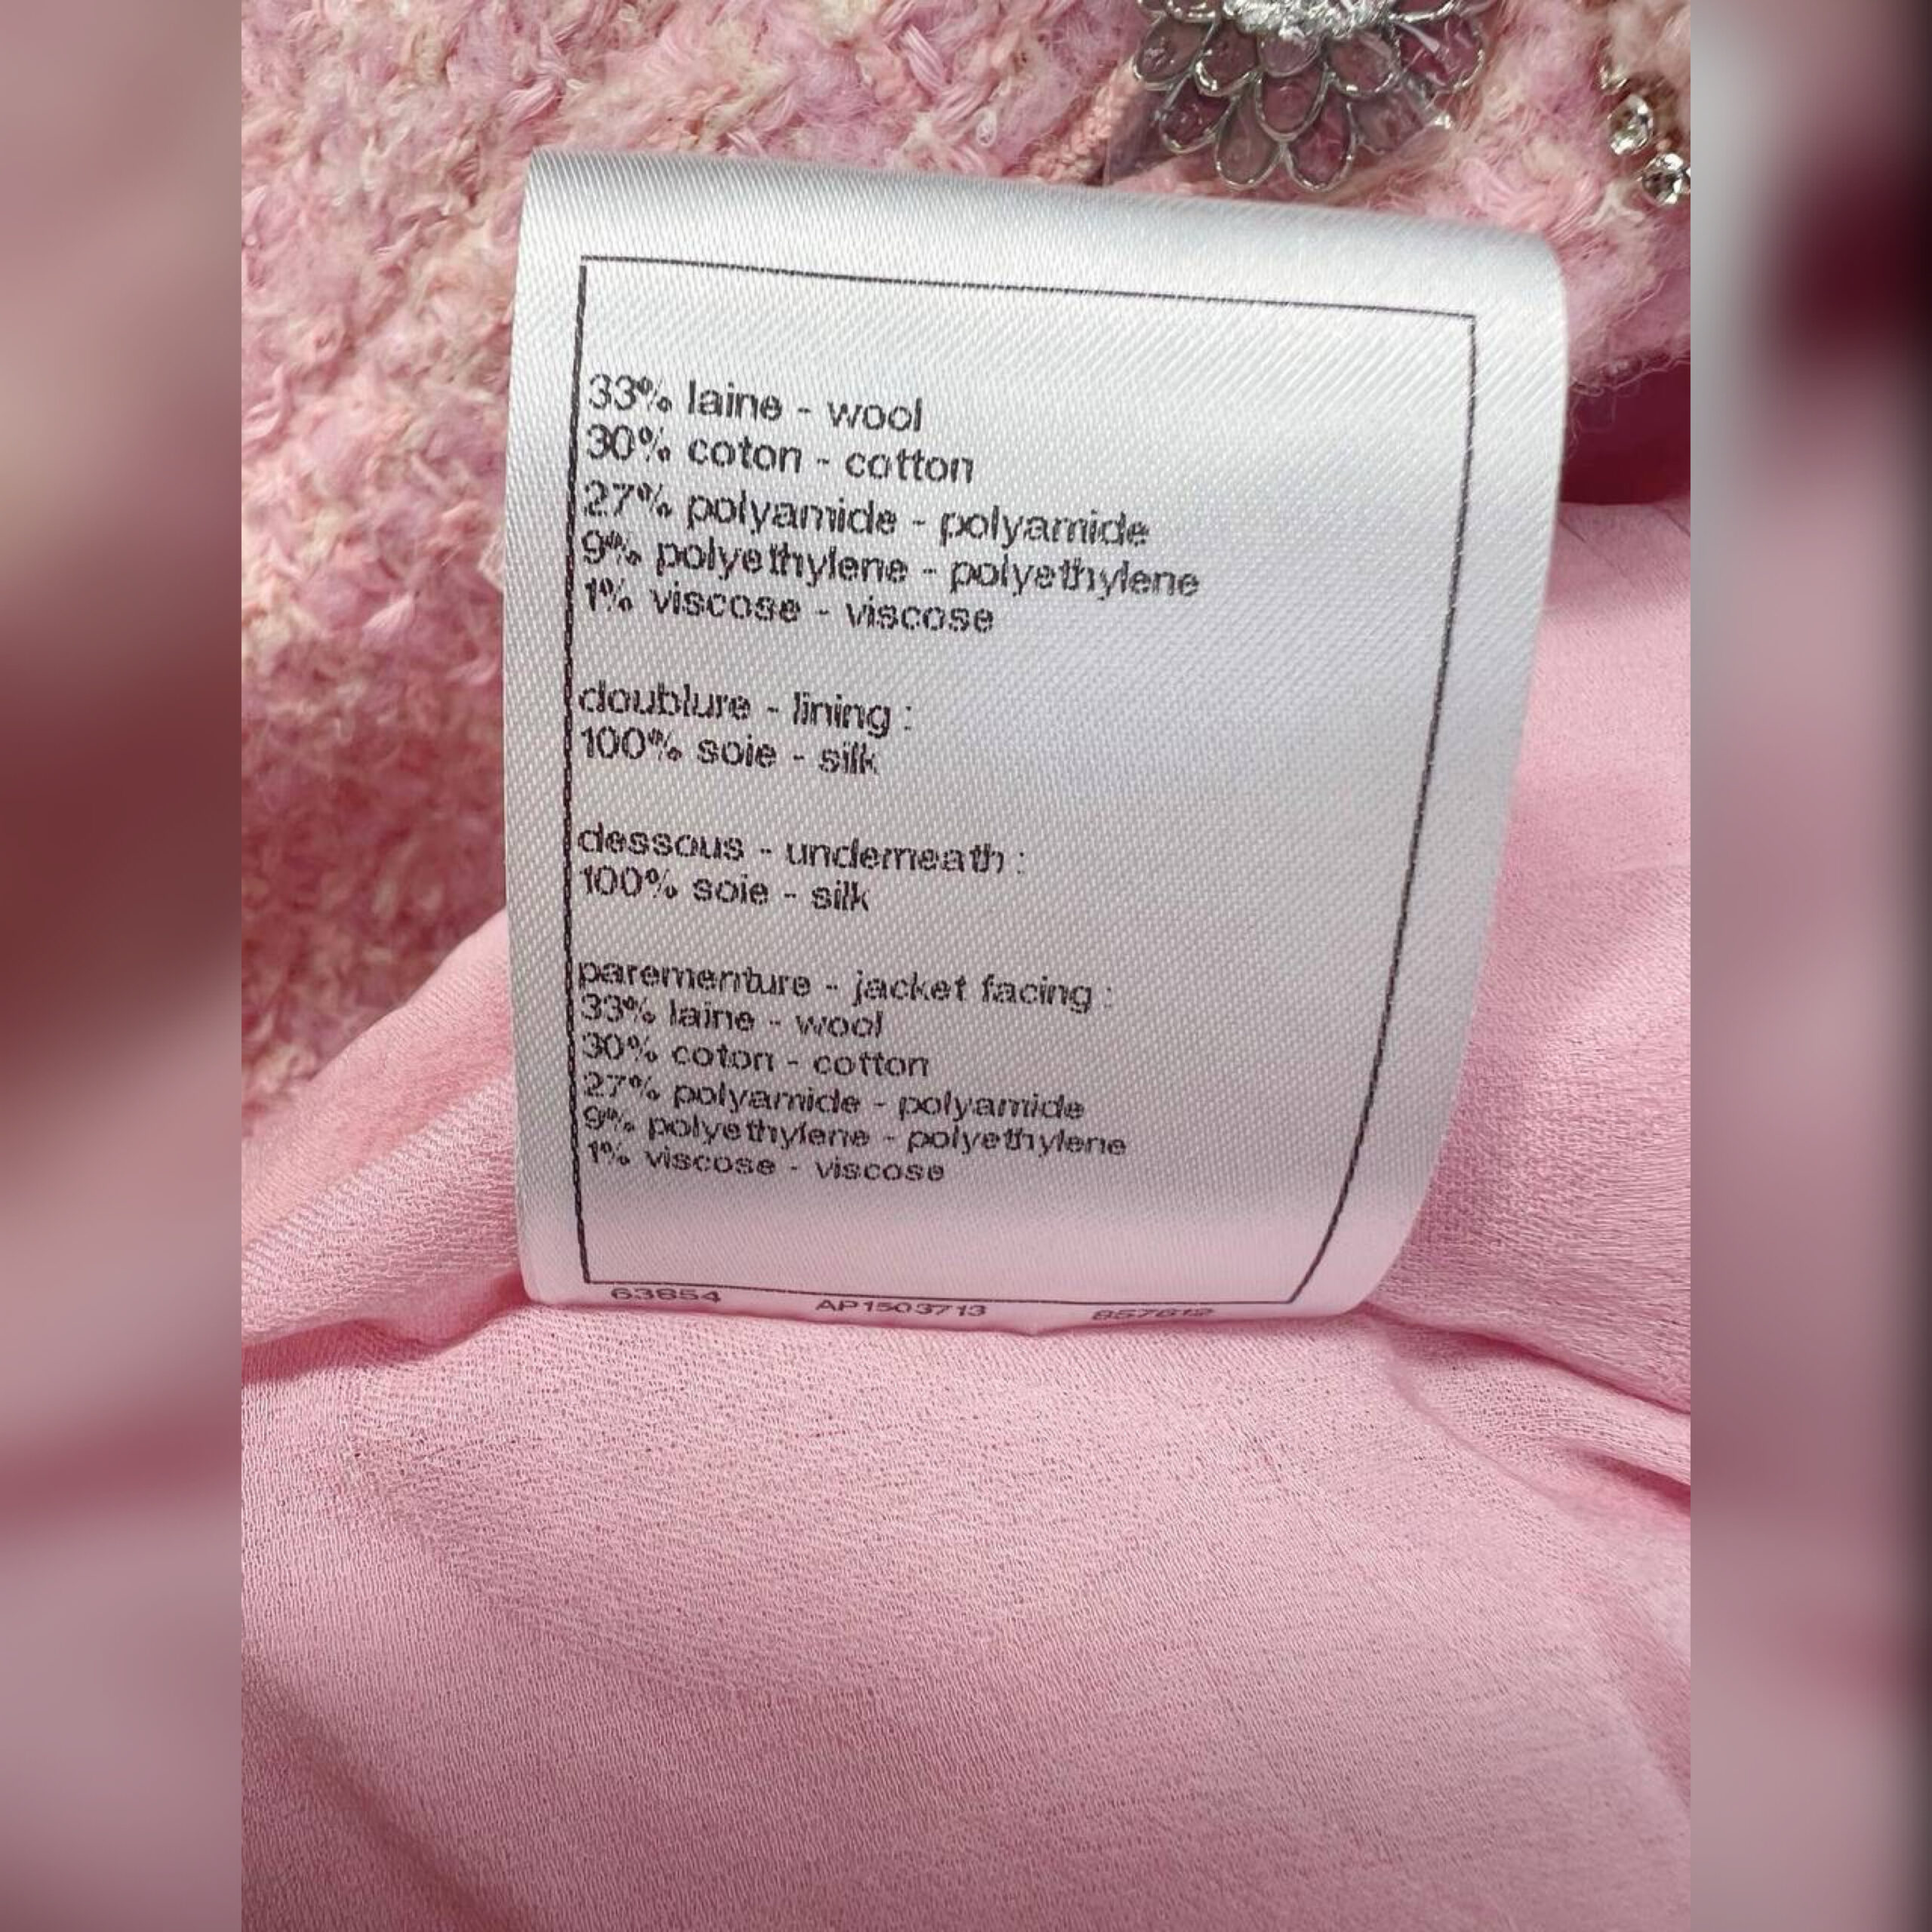 33% laine - wool
30% coton - cotton
27% polyamide - polyamide
9% polyethylene - polyethylene
1% viscose - viscose
doublure - lining :
100% soie - silk
dessous - underneath :
100% soie - silk
parementure - jacket facing :
33% laine - wool
30% coton - cotton
27% polyamide - polyamide
9% polyethylene - polyethylene
1% viscose - viscose
63854 AP1503713